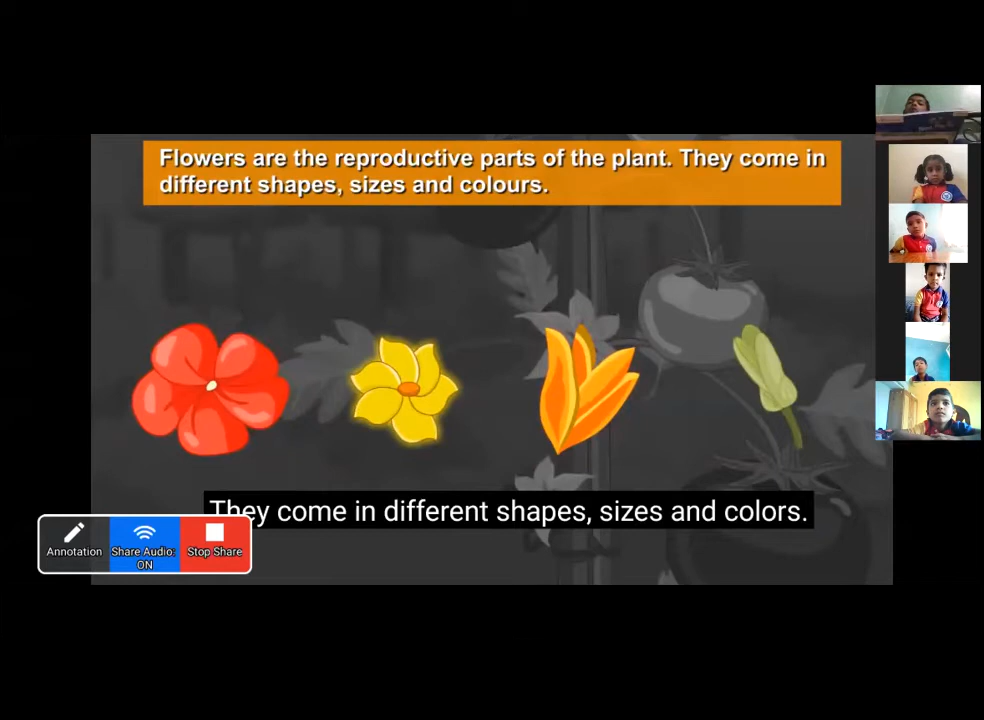 Flowers are the reproductive parts of the plant. They come in
different shapes, sizes and colours.
They come in different shapes, sizes and colors.
Annotation
Share Audio:
ON
Stop Share